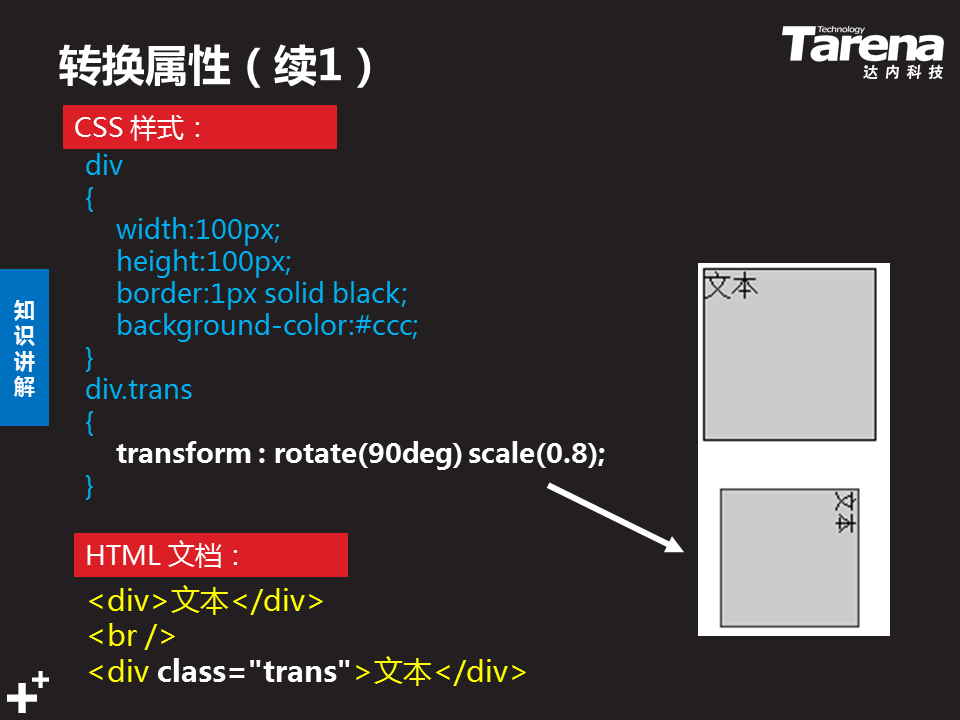 转换属性（续1）
Technology
Tarena
达内科技
CSS 样式：
div
{
width:100px;
height:100px;
border:1px solid black;
background-color:#ccc;
}
div.trans
{
transform : rotate(90deg) scale(0.8);
}
知识讲解
文本
文本
HTML 文档：
<div>文本</div>
<br />
<div class="trans">文本</div>